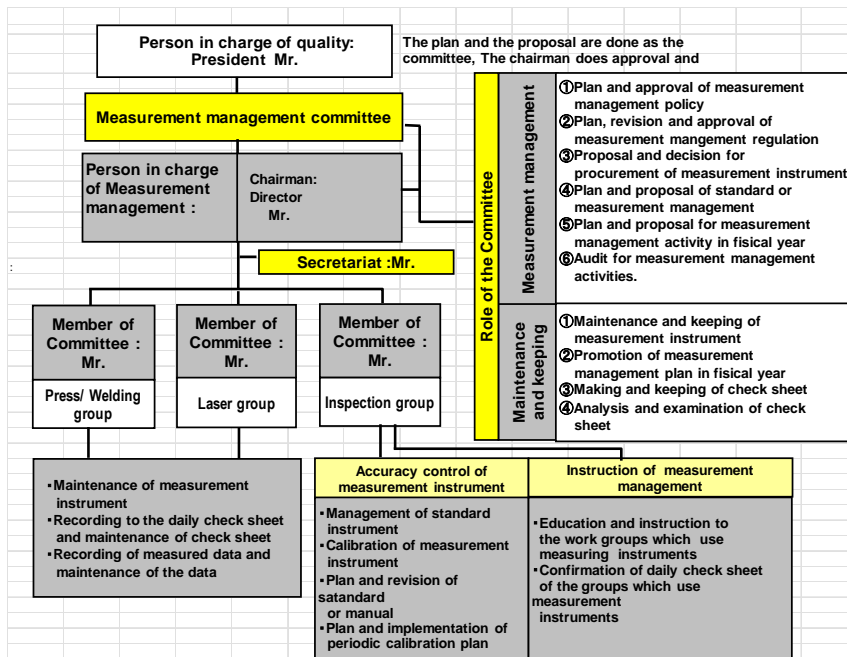 Person in charge of quality:
President Mr.
The plan and the proposal are done as the
committee, The chairman does approval and
Measurement management committee
Person in charge
of Measurement
management :
Chairman:
Director
Mr.
:
Secretariat :Mr.
Member of
Committee :
Mr.
Press/ Welding
group
Member of
Committee :
Mr.
Laser group
Member of
Committee :
Mr.
Inspection group
Role of the Committee
Measurement management
①Plan and approval of measurement
management policy
②Plan, revision and approval of
measurement mangement regulation
③Proposal and decision for
procurement of measurement instrument
④Plan and proposal of standard or
measurement management
⑤Plan and proposal for measurement
management activity in fisical year
⑥Audit for measurement management
activities.
Maintenance
and keeping
①Maintenance and keeping of
measurement instrument
②Promotion of measurement
management plan in fisical year
③Making and keeping of check sheet
④Analysis and examination of check
sheet
▪Maintenance of measurement
instrument
▪Recording to the daily check sheet
and maintenance of check sheet
▪Recording of measured data and
maintenance of the data
Accuracy control of
measurement instrument
▪Management of standard
instrument
▪Calibration of measurement
instrument
▪Plan and revision of
satandard
or manual
▪Plan and implementation of
periodic calibration plan
Instruction of measurement
management
▪Education and instruction to
the work groups which use
measuring instruments
▪Confirmation of daily check sheet
of the groups which use
measurement
instruments